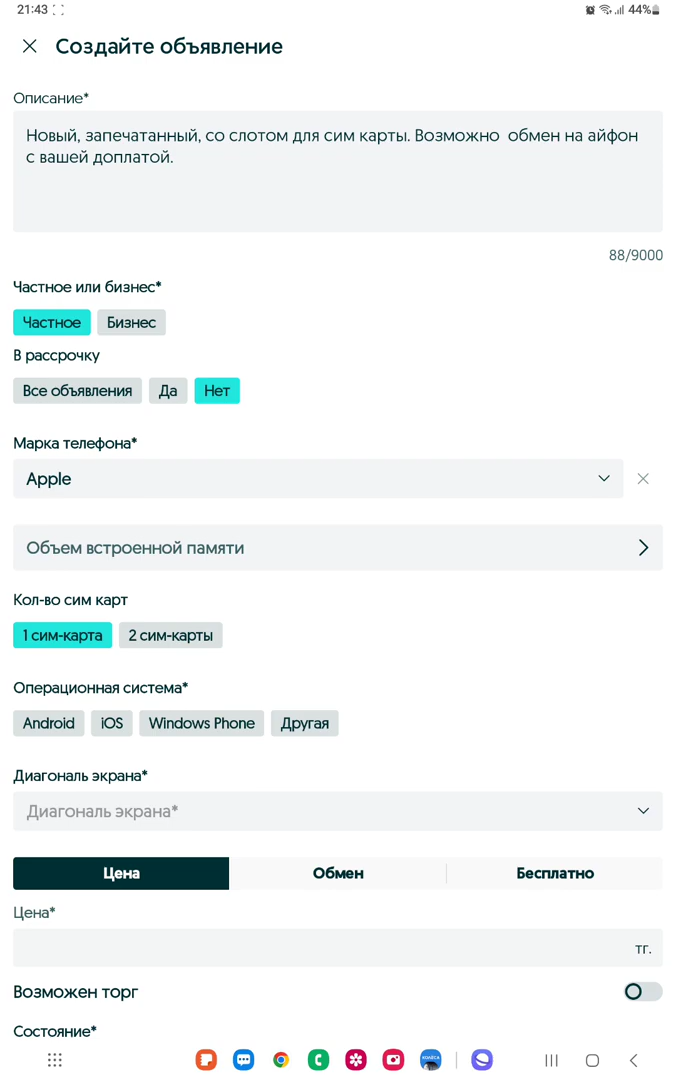 21:43
44%
Создайте объявление
Описание*
Новый, запечатанный, со слотом для сим карты. Возможно обмен на айфон
с вашей доплатой.
88/9000
Частное или бизнес*
Частное Бизнес
В рассрочку
Все объявления Да Нет
Марка телефона*
Apple
Объем встроенной памяти
Кол-во сим карт
1 сим-карта 2 сим-карты
Операционная система*
Android iOS Windows Phone Другая
Диагональ экрана*
Диагональ экрана*
Цена Обмен Бесплатно
Цена*
тг.
Возможен торг
Состояние*
КОЛЁСА